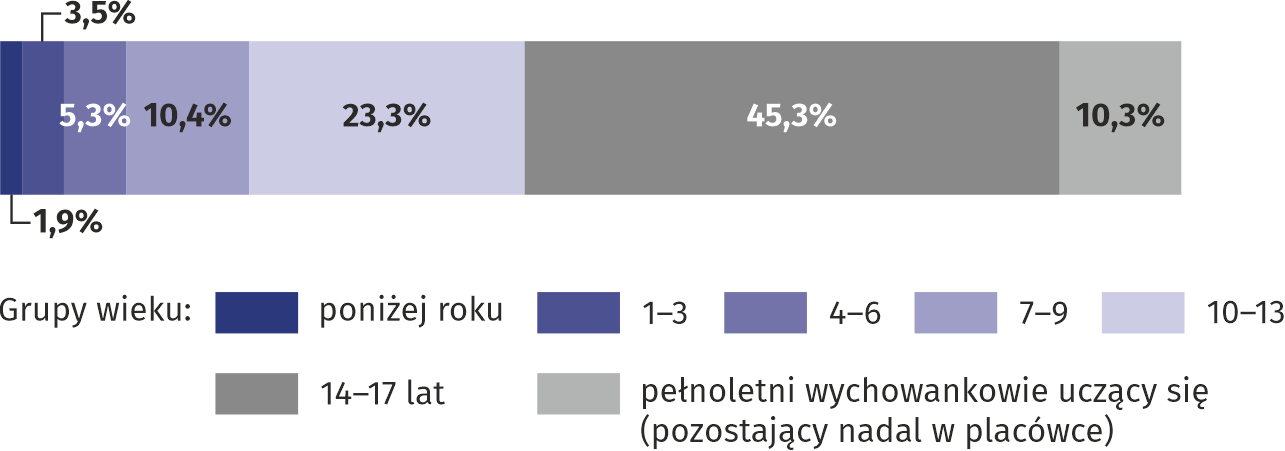 3,5%
5,3% 10,4% 23,3% 45,3% 10,3%
1,9%
Grupy wieku: poniżej roku 1–3 4–6 7–9 10–13
14–17 lat pełnoletni wychowankowie uczący się
(pozostający nadal w placówce)